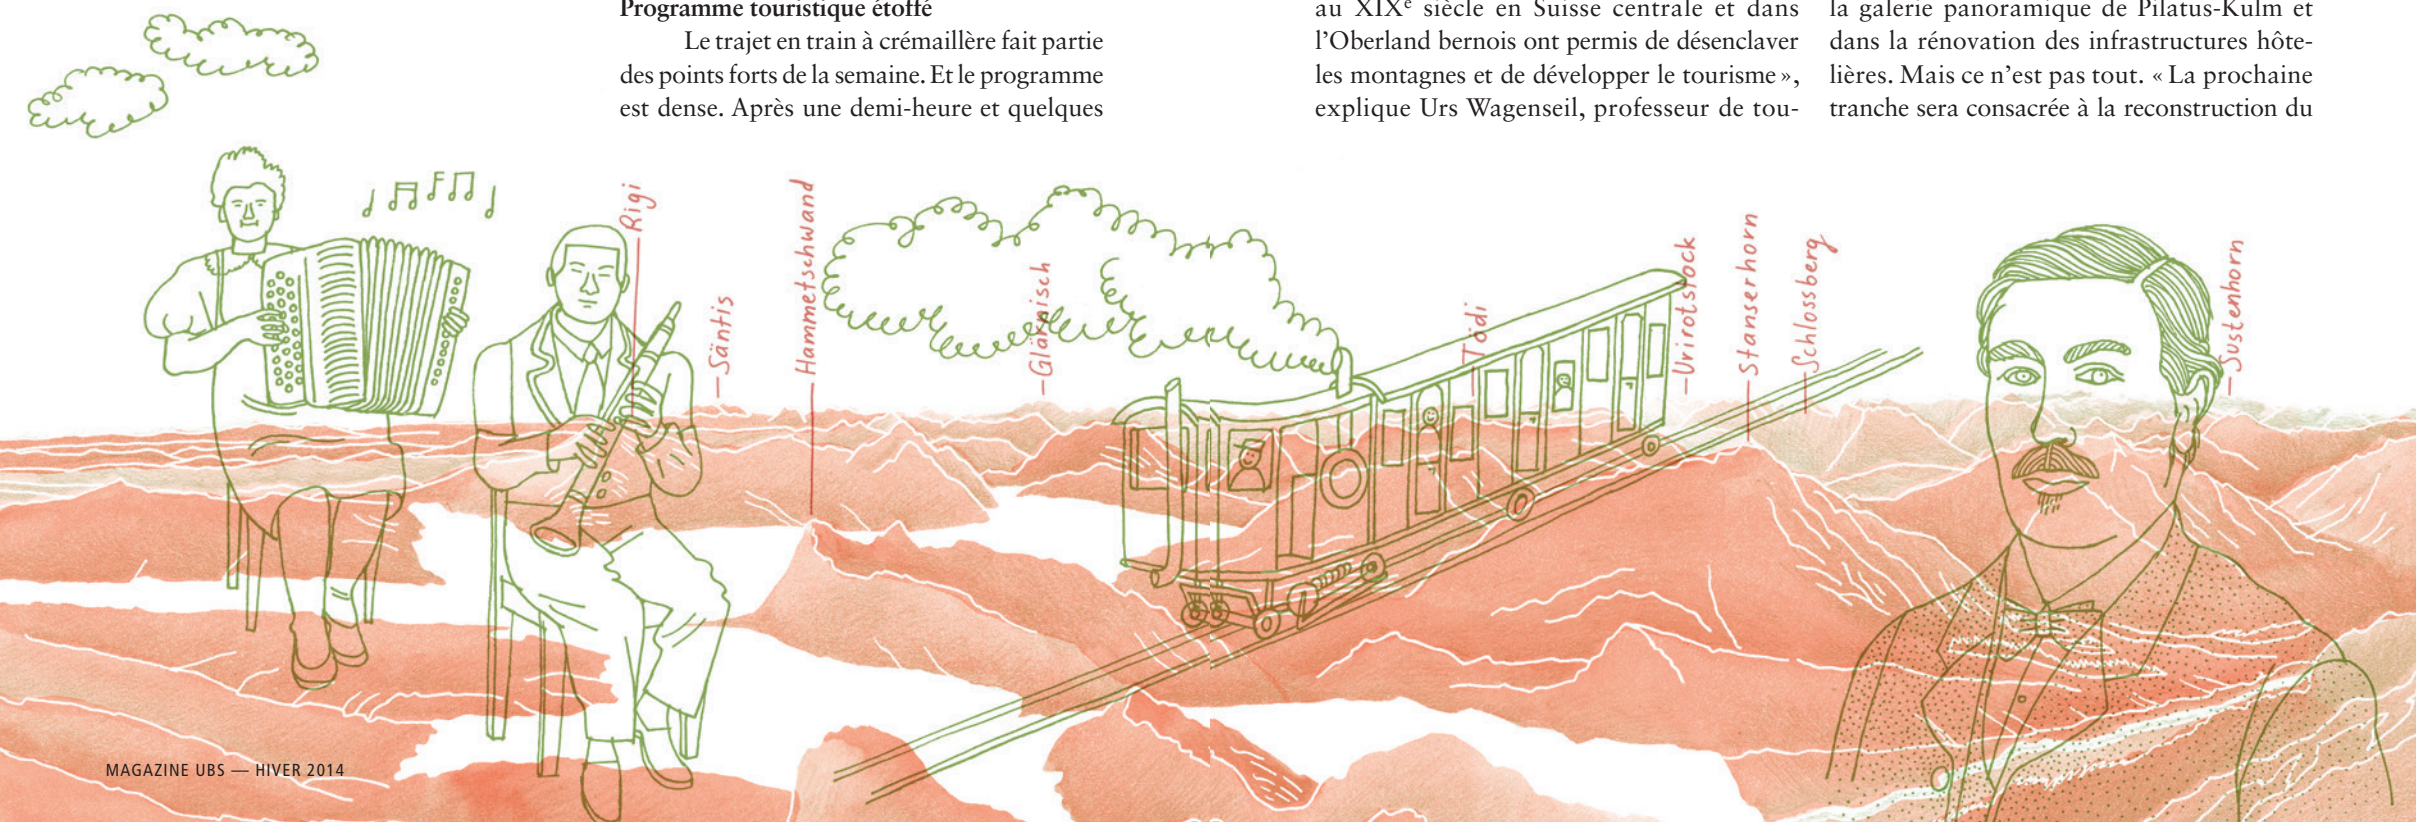 Programme touristique étoffé
Le trajet en train à crémaillère fait partie
des points forts de la semaine. Et le programme
est dense. Après une demi-heure et quelques
au XIXe siècle en Suisse centrale et dans
l’Oberland bernois ont permis de désenclaver
les montagnes et de développer le tourisme »,
explique Urs Wagenseil, professeur de tou-
la galerie panoramique de Pilatus-Kulm et
dans la rénovation des infrastructures hôte-
lières. Mais ce n’est pas tout. « La prochaine
tranche sera consacrée à la reconstruction du
Rigi
Säntis
Hammetschwand
Glärnisch
Tödi
Urirotstock
Stanserhorn
Schlossberg
Sustenhorn
MAGAZINE UBS — HIVER 2014